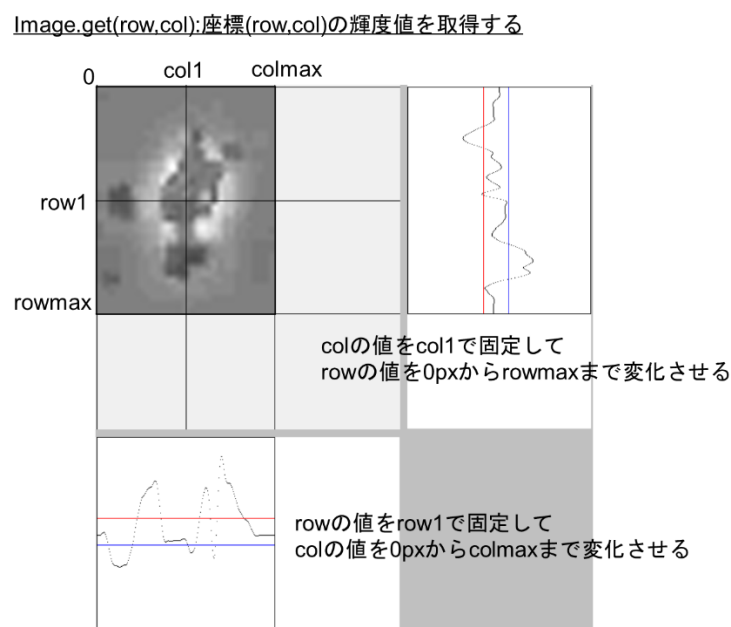 Image.get(row,col):座標(row,col)の輝度値を取得する
0 col1 colmax
row1
rowmax
colの値をcol1で固定して
rowの値を0pxからrowmaxまで変化させる
rowの値をrow1で固定して
colの値を0pxからcolmaxまで変化させる